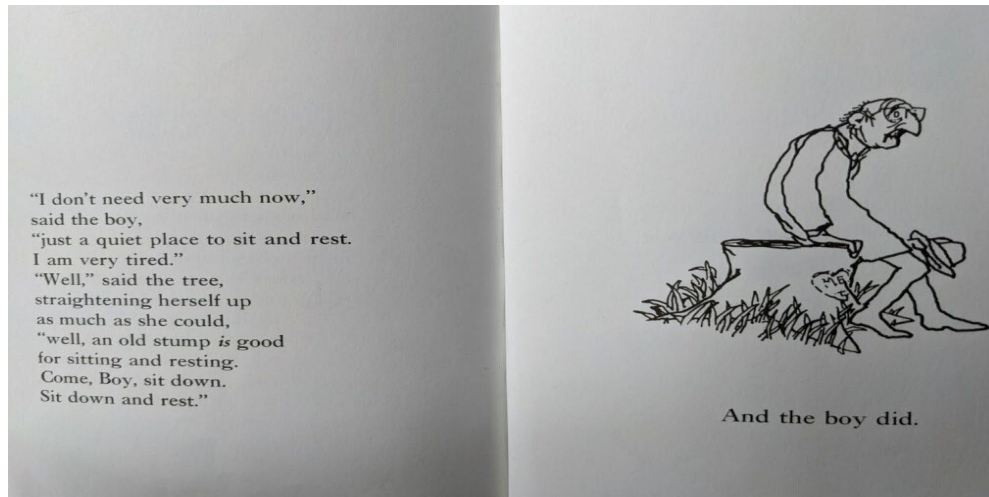 “I don’t need very much now,”
said the boy,
“just a quiet place to sit and rest.
I am very tired.”
“Well,” said the tree,
straightening herself up
as much as she could,
“well, an old stump is good
for sitting and resting.
Come, Boy, sit down.
Sit down and rest.”
And the boy did.